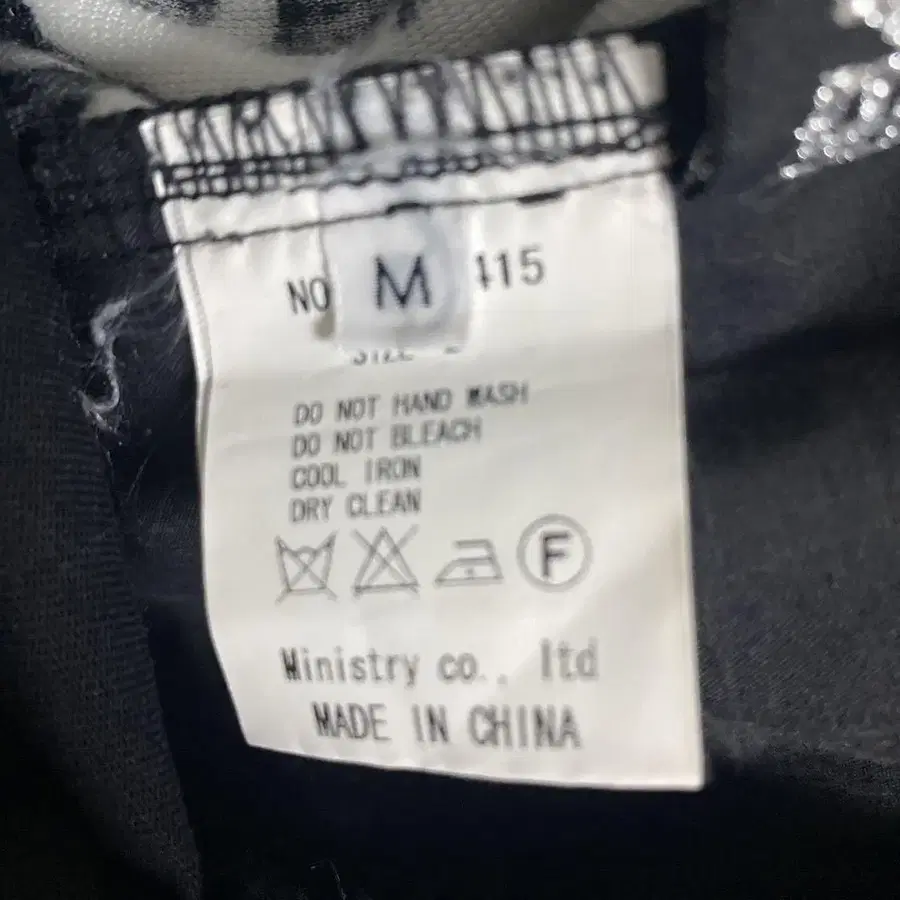 NO M 415
SIZE
DO NOT HAND WASH
DO NOT BLEACH
COOL IRON
DRY CLEAN
F
Ministry co., ltd
MADE IN CHINA